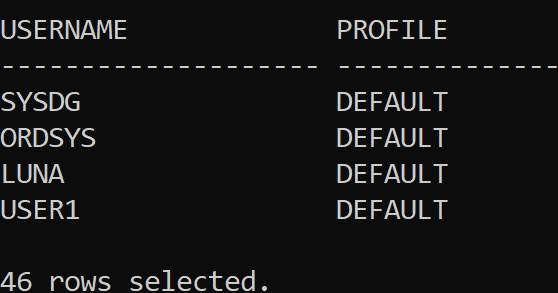 USERNAME             PROFILE
-------------------- --------------
SYSDG                DEFAULT
ORDSYS               DEFAULT
LUNA                 DEFAULT
USER1                DEFAULT
46 rows selected.